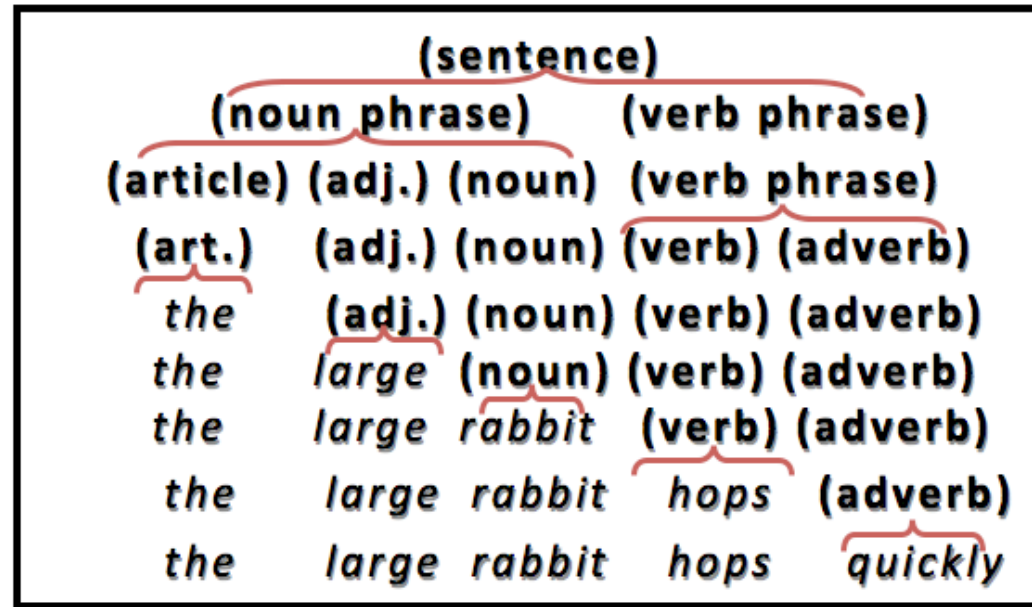 (sentence)
(noun phrase) (verb phrase)
(article) (adj.) (noun) (verb phrase)
(art.) (adj.) (noun) (verb) (adverb)
the (adj.) (noun) (verb) (adverb)
the large (noun) (verb) (adverb)
the large rabbit (verb) (adverb)
the large rabbit hops (adverb)
the large rabbit hops quickly